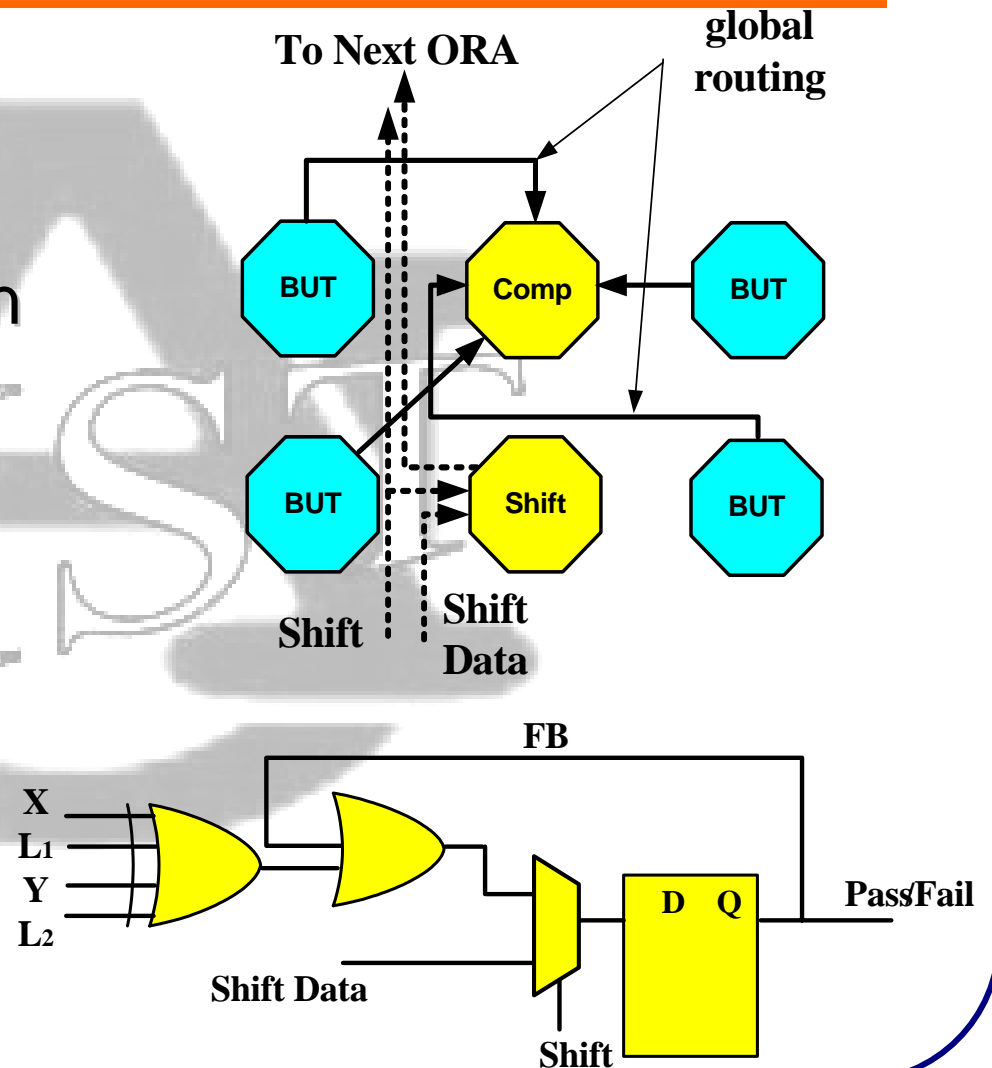 global
routing
To Next ORA
BUT
Comp
BUT
BUT
Shift
BUT
Shift
Shift
Data
FB
X
L1
Y
L2
D Q
Pass/Fail
Shift Data
Shift